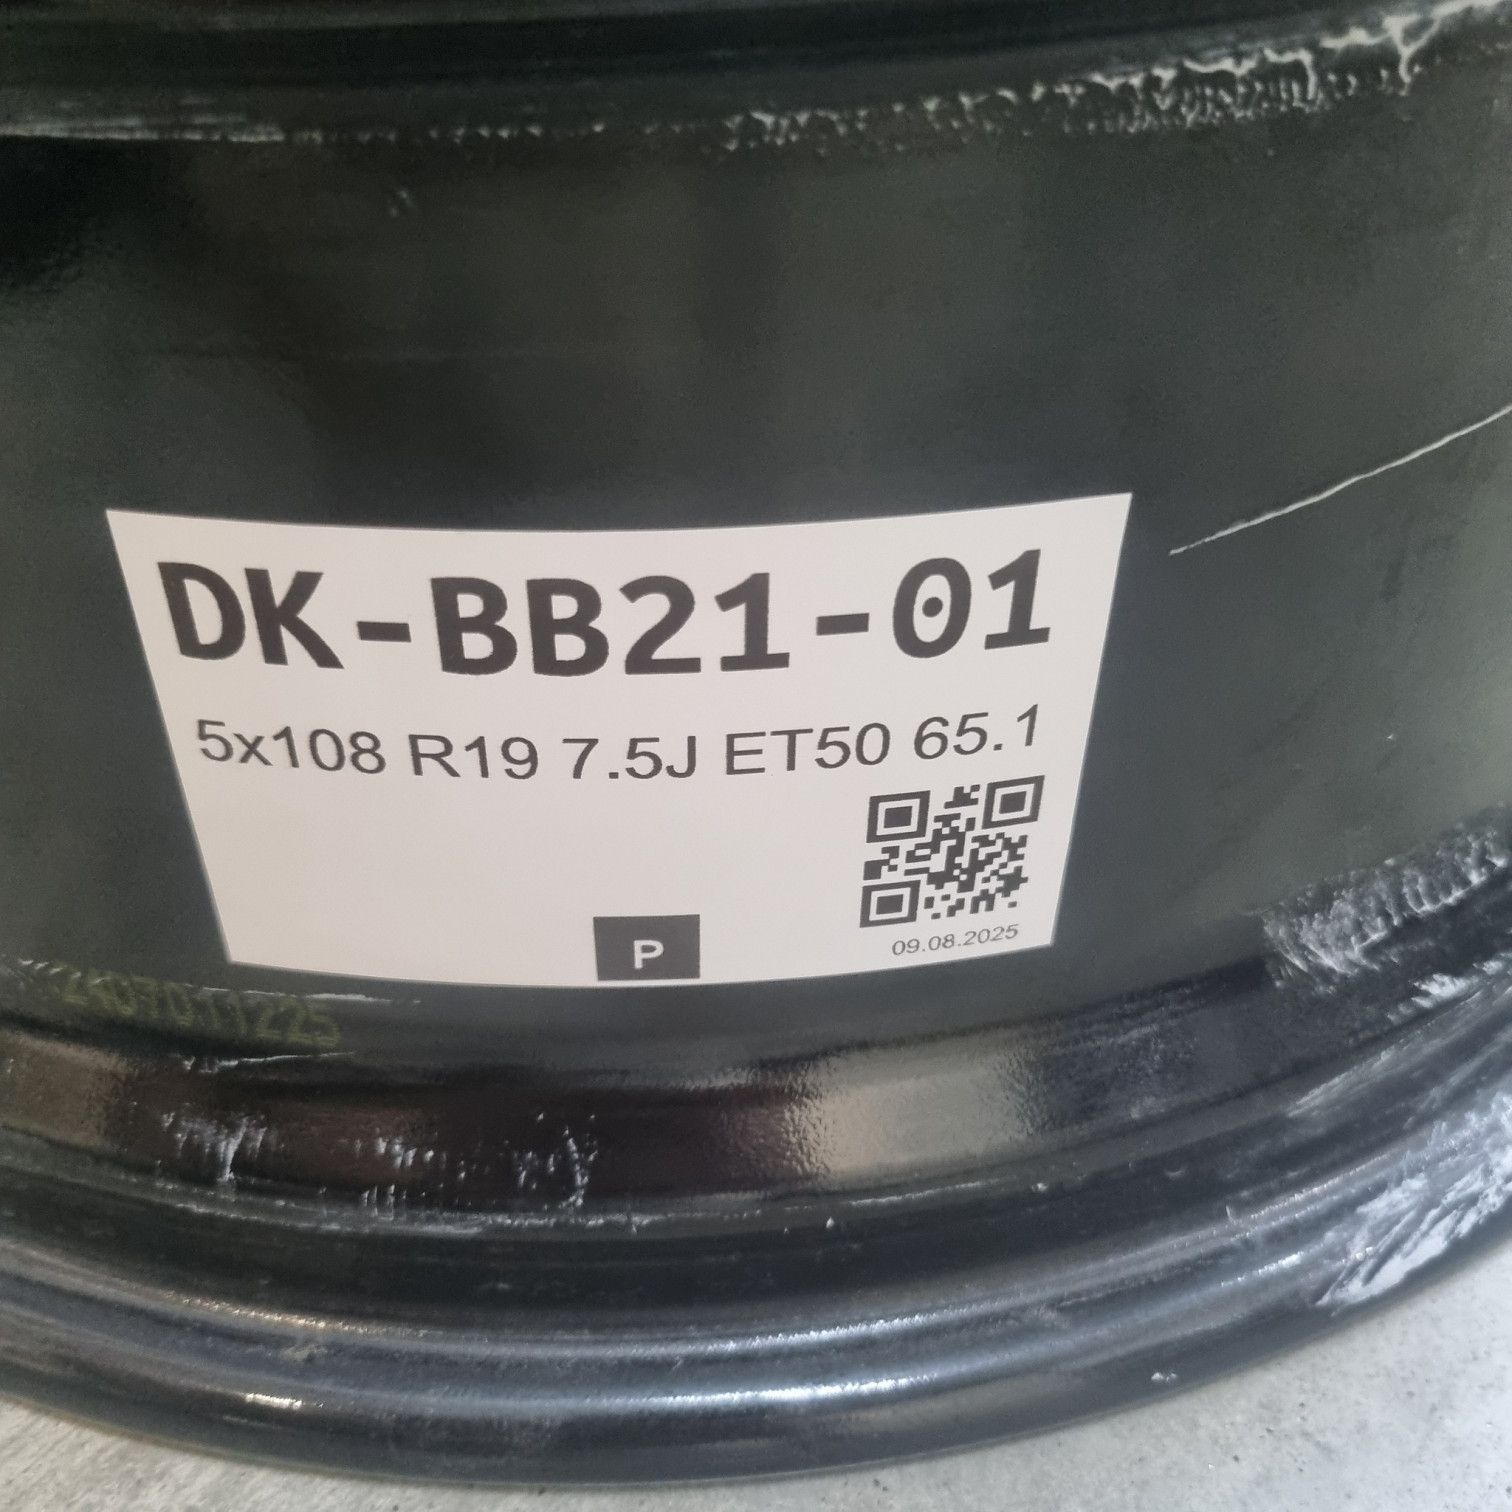 DK-BB21-01
5x108 R19 7.5J ET50 65.1
P
09.08.2025